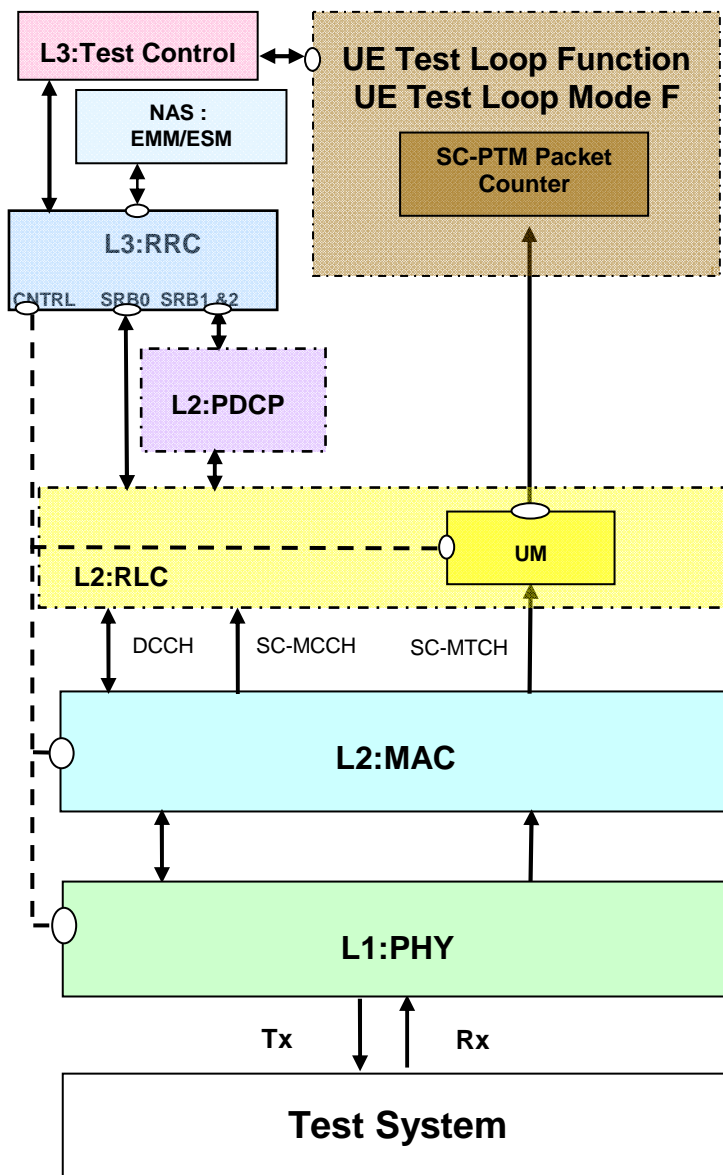 L3:Test Control
UE Test Loop Function
UE Test Loop Mode F
NAS :
EMM/ESM
SC-PTM Packet
Counter
L3:RRC
CNTRL SRB0 SRB1 &2
L2:PDCP
UM
L2:RLC
DCCH SC-MCCH SC-MTCH
L2:MAC
L1:PHY
Tx Rx
Test System